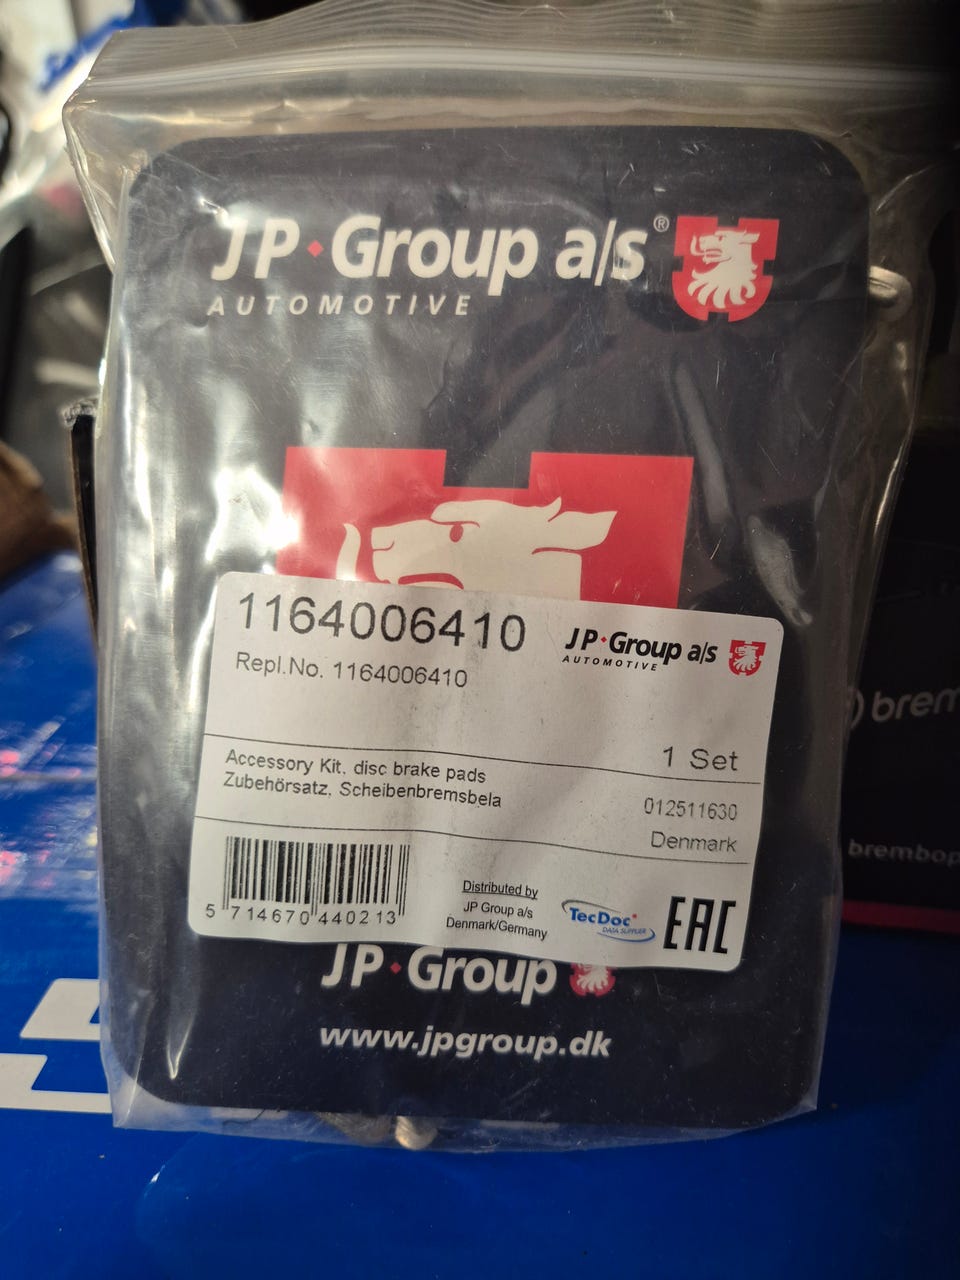 JP·Group a/s®
AUTOMOTIVE
1164006410
JP·Group a/s
AUTOMOTIVE
Repl.No. 1164006410
1 Set
Accessory Kit, disc brake pads
Zubehörsatz, Scheibenbremsbela
012511630
Denmark
5 714670 440213
Distributed by
JP Group a/s
Denmark/Germany
TecDoc
DATA SUPPLIER
EAC
JP·Group
www.jpgroup.dk
brem
brembop